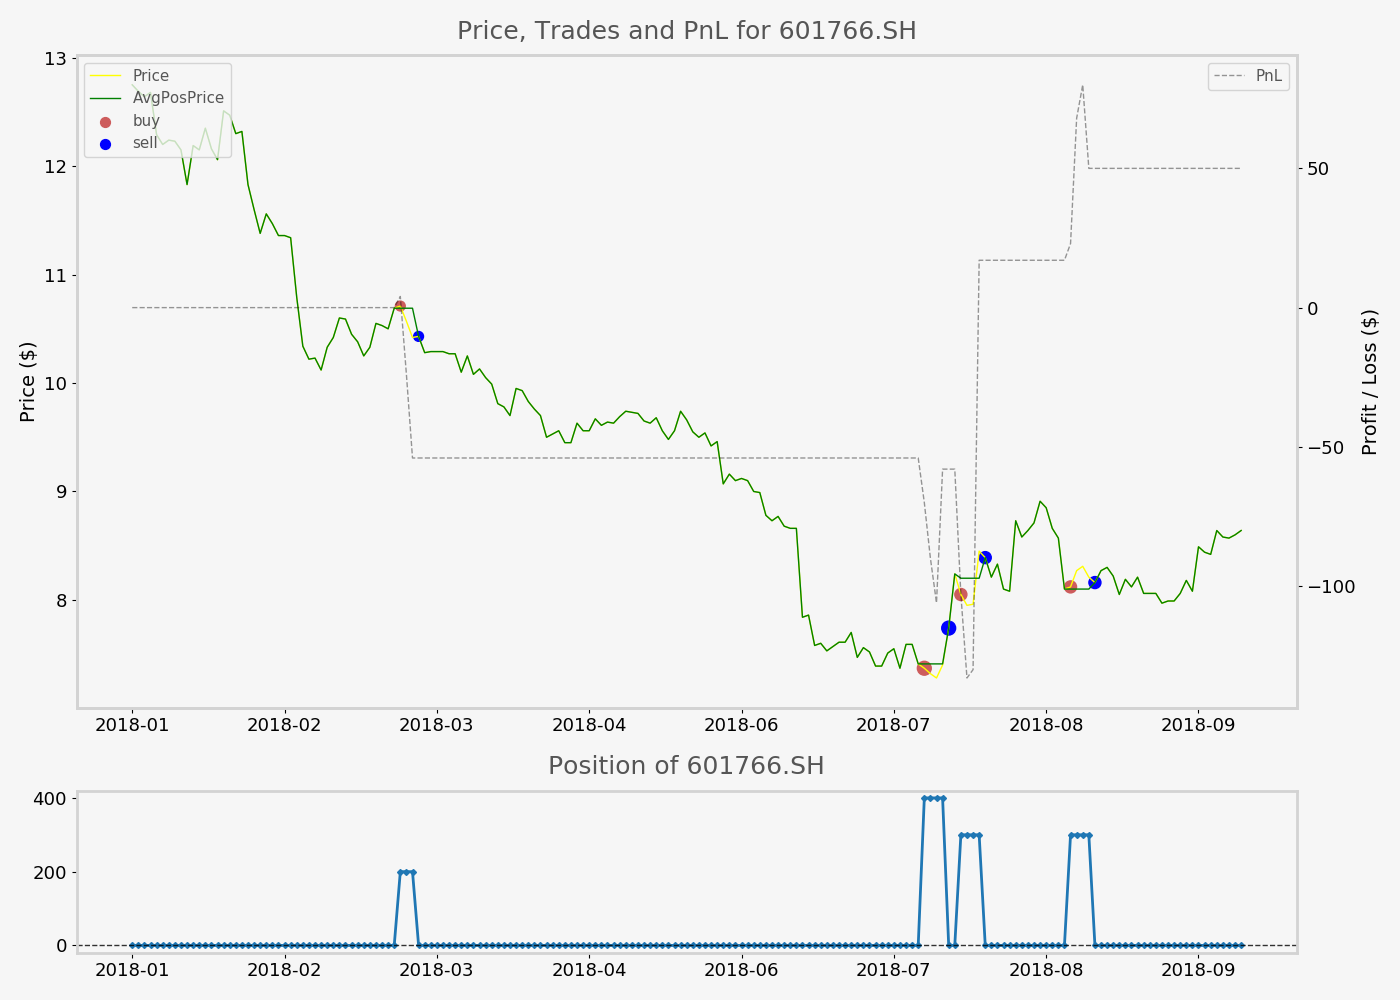 Price, Trades and PnL for 601766.SH
Price
AvgPosPrice
buy
sell
PnL
13
12
11
10
9
8
Price ($)
50
0
−50
−100
Profit / Loss ($)
2018-01 2018-02 2018-03 2018-04 2018-06 2018-07 2018-08 2018-09
Position of 601766.SH
400
200
0
2018-01 2018-02 2018-03 2018-04 2018-06 2018-07 2018-08 2018-09